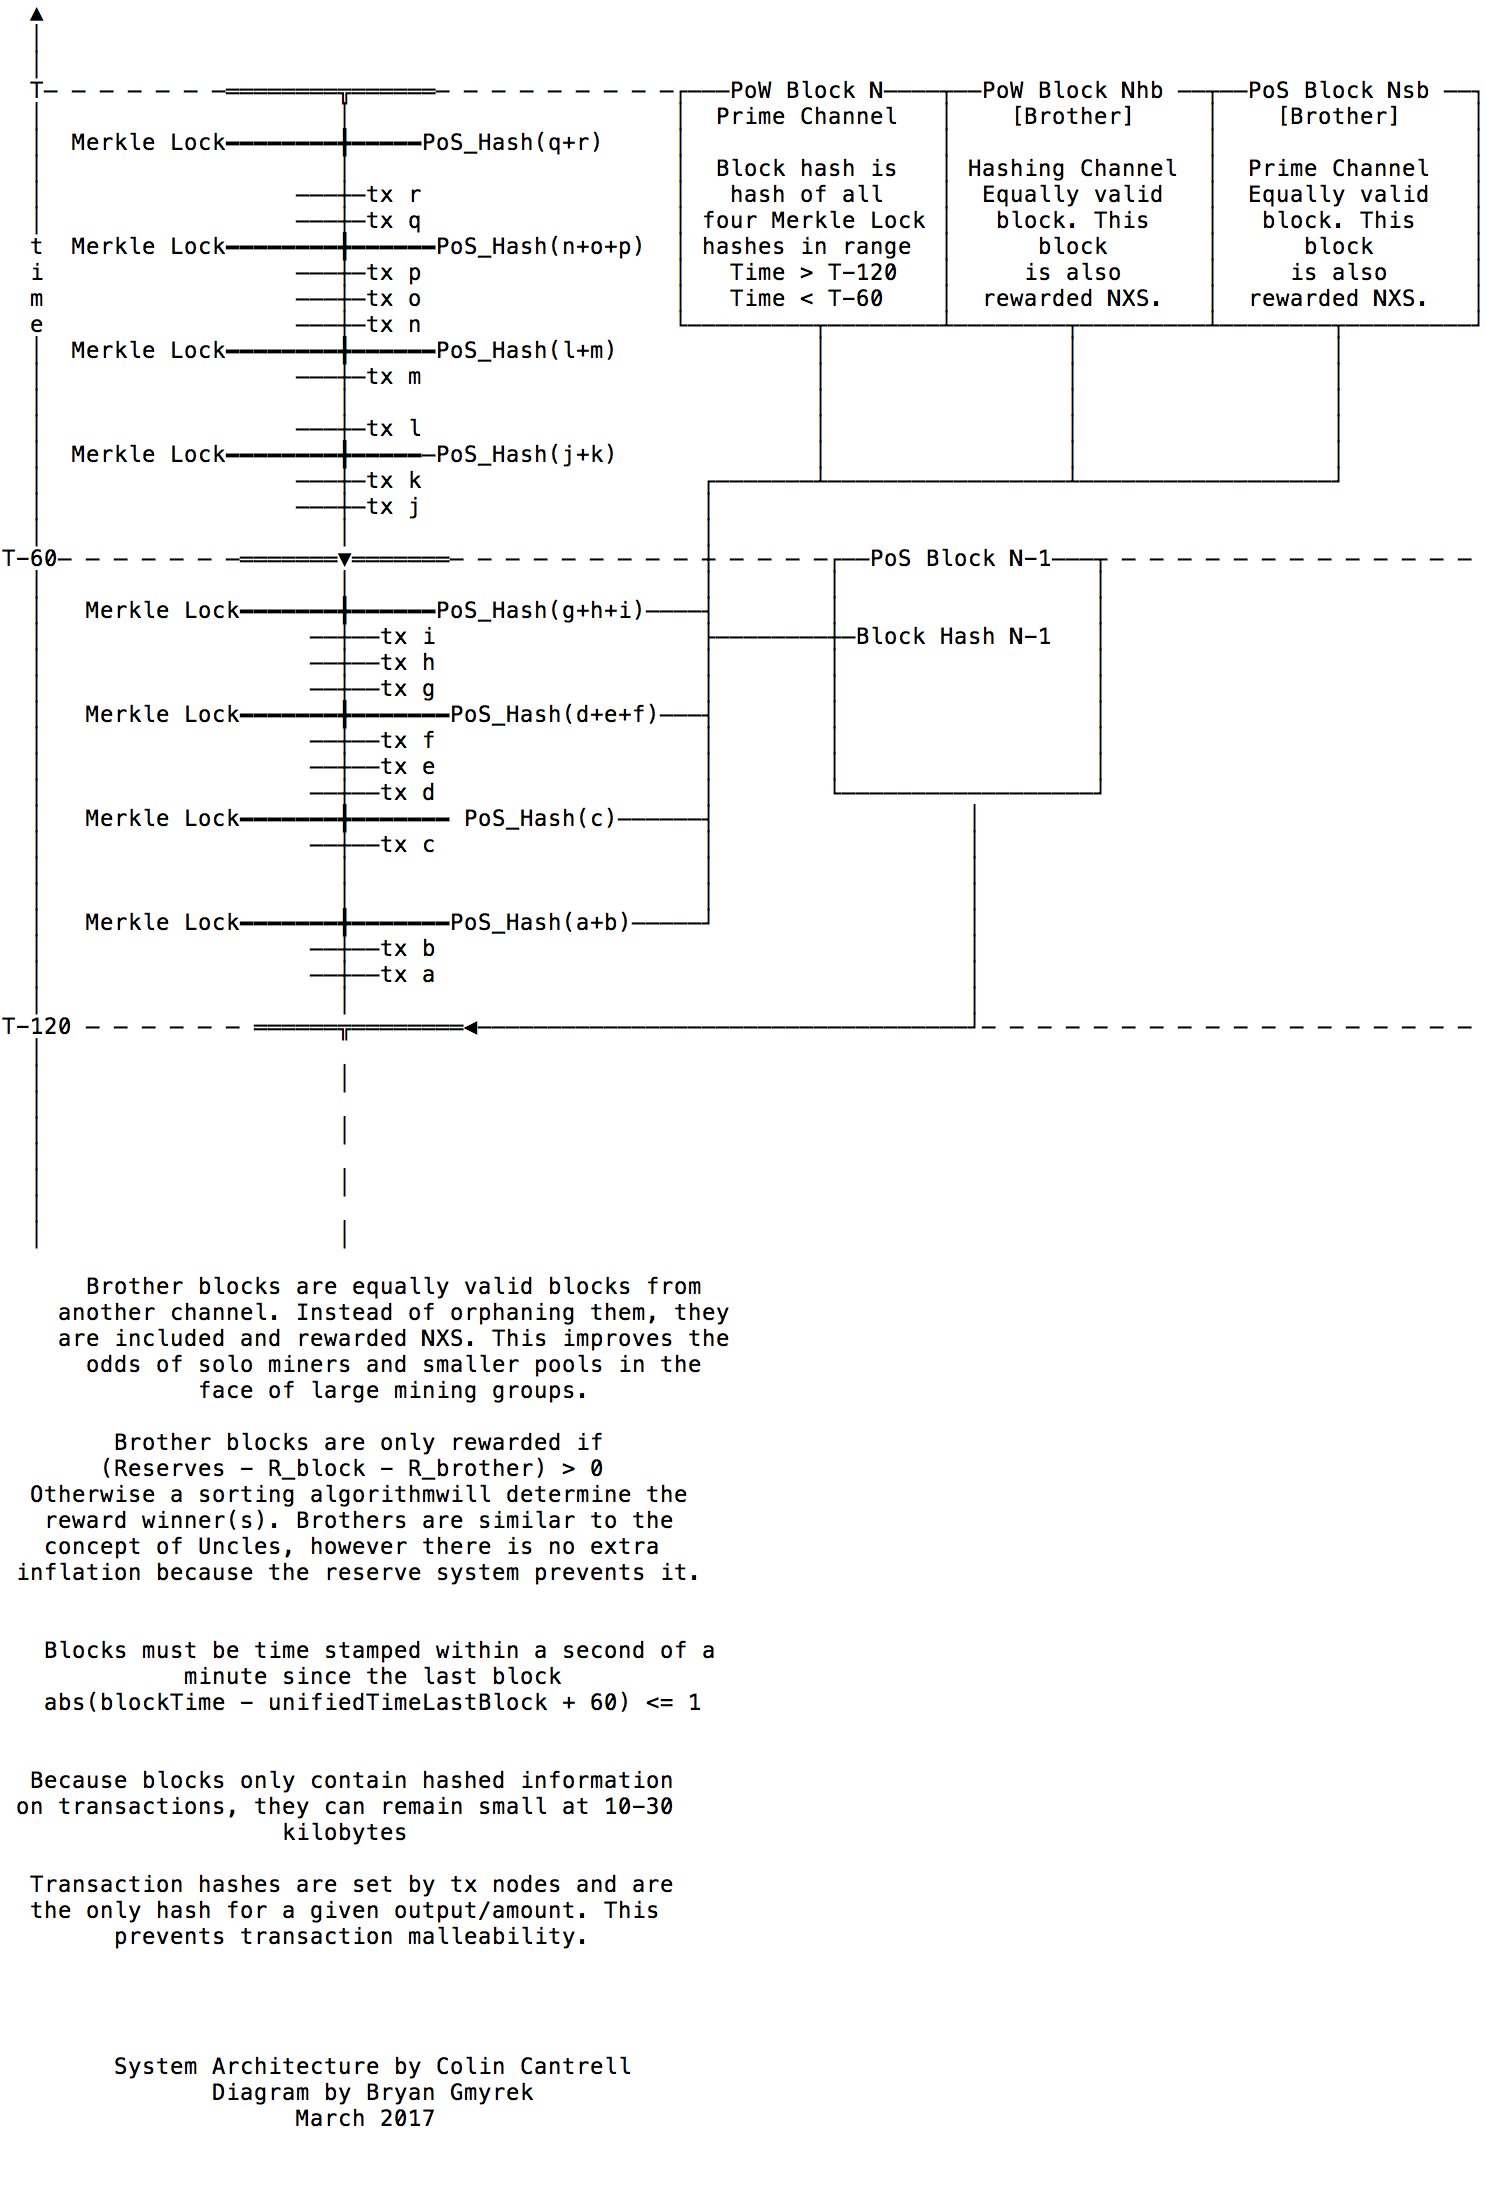 T
PoW Block N
PoW Block Nhb
PoS Block Nsb
Prime Channel
[Brother]
[Brother]
Merkle Lock
PoS_Hash(q+r)
Block hash is
Hashing Channel
Prime Channel
tx r
hash of all
Equally valid
Equally valid
tx q
four Merkle Lock
block. This
block. This
t
Merkle Lock
PoS_Hash(n+o+p)
hashes in range
block
block
i
tx p
Time > T-120
is also
is also
m
tx o
Time < T-60
rewarded NXS.
rewarded NXS.
e
tx n
Merkle Lock
PoS_Hash(l+m)
tx m
tx l
Merkle Lock
PoS_Hash(j+k)
tx k
tx j
T-60
PoS Block N-1
Merkle Lock
PoS_Hash(g+h+i)
tx i
Block Hash N-1
tx h
tx g
Merkle Lock
PoS_Hash(d+e+f)
tx f
tx e
tx d
Merkle Lock
PoS_Hash(c)
tx c
Merkle Lock
PoS_Hash(a+b)
tx b
tx a
T-120
Brother blocks are equally valid blocks from
another channel. Instead of orphaning them, they
are included and rewarded NXS. This improves the
odds of solo miners and smaller pools in the
face of large mining groups.
Brother blocks are only rewarded if
(Reserves - R_block - R_brother) > 0
Otherwise a sorting algorithmwill determine the
reward winner(s). Brothers are similar to the
concept of Uncles, however there is no extra
inflation because the reserve system prevents it.
Blocks must be time stamped within a second of a
minute since the last block
abs(blockTime - unifiedTimeLastBlock + 60) <= 1
Because blocks only contain hashed information
on transactions, they can remain small at 10-30
kilobytes
Transaction hashes are set by tx nodes and are
the only hash for a given output/amount. This
prevents transaction malleability.
System Architecture by Colin Cantrell
Diagram by Bryan Gmyrek
March 2017